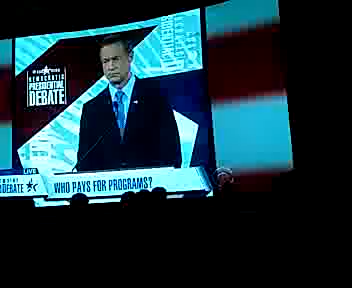 DEMOCRATIC
PRESIDENTIAL
DEBATE
LIVE
DEBATE
WHO PAYS FOR PROGRAMS?